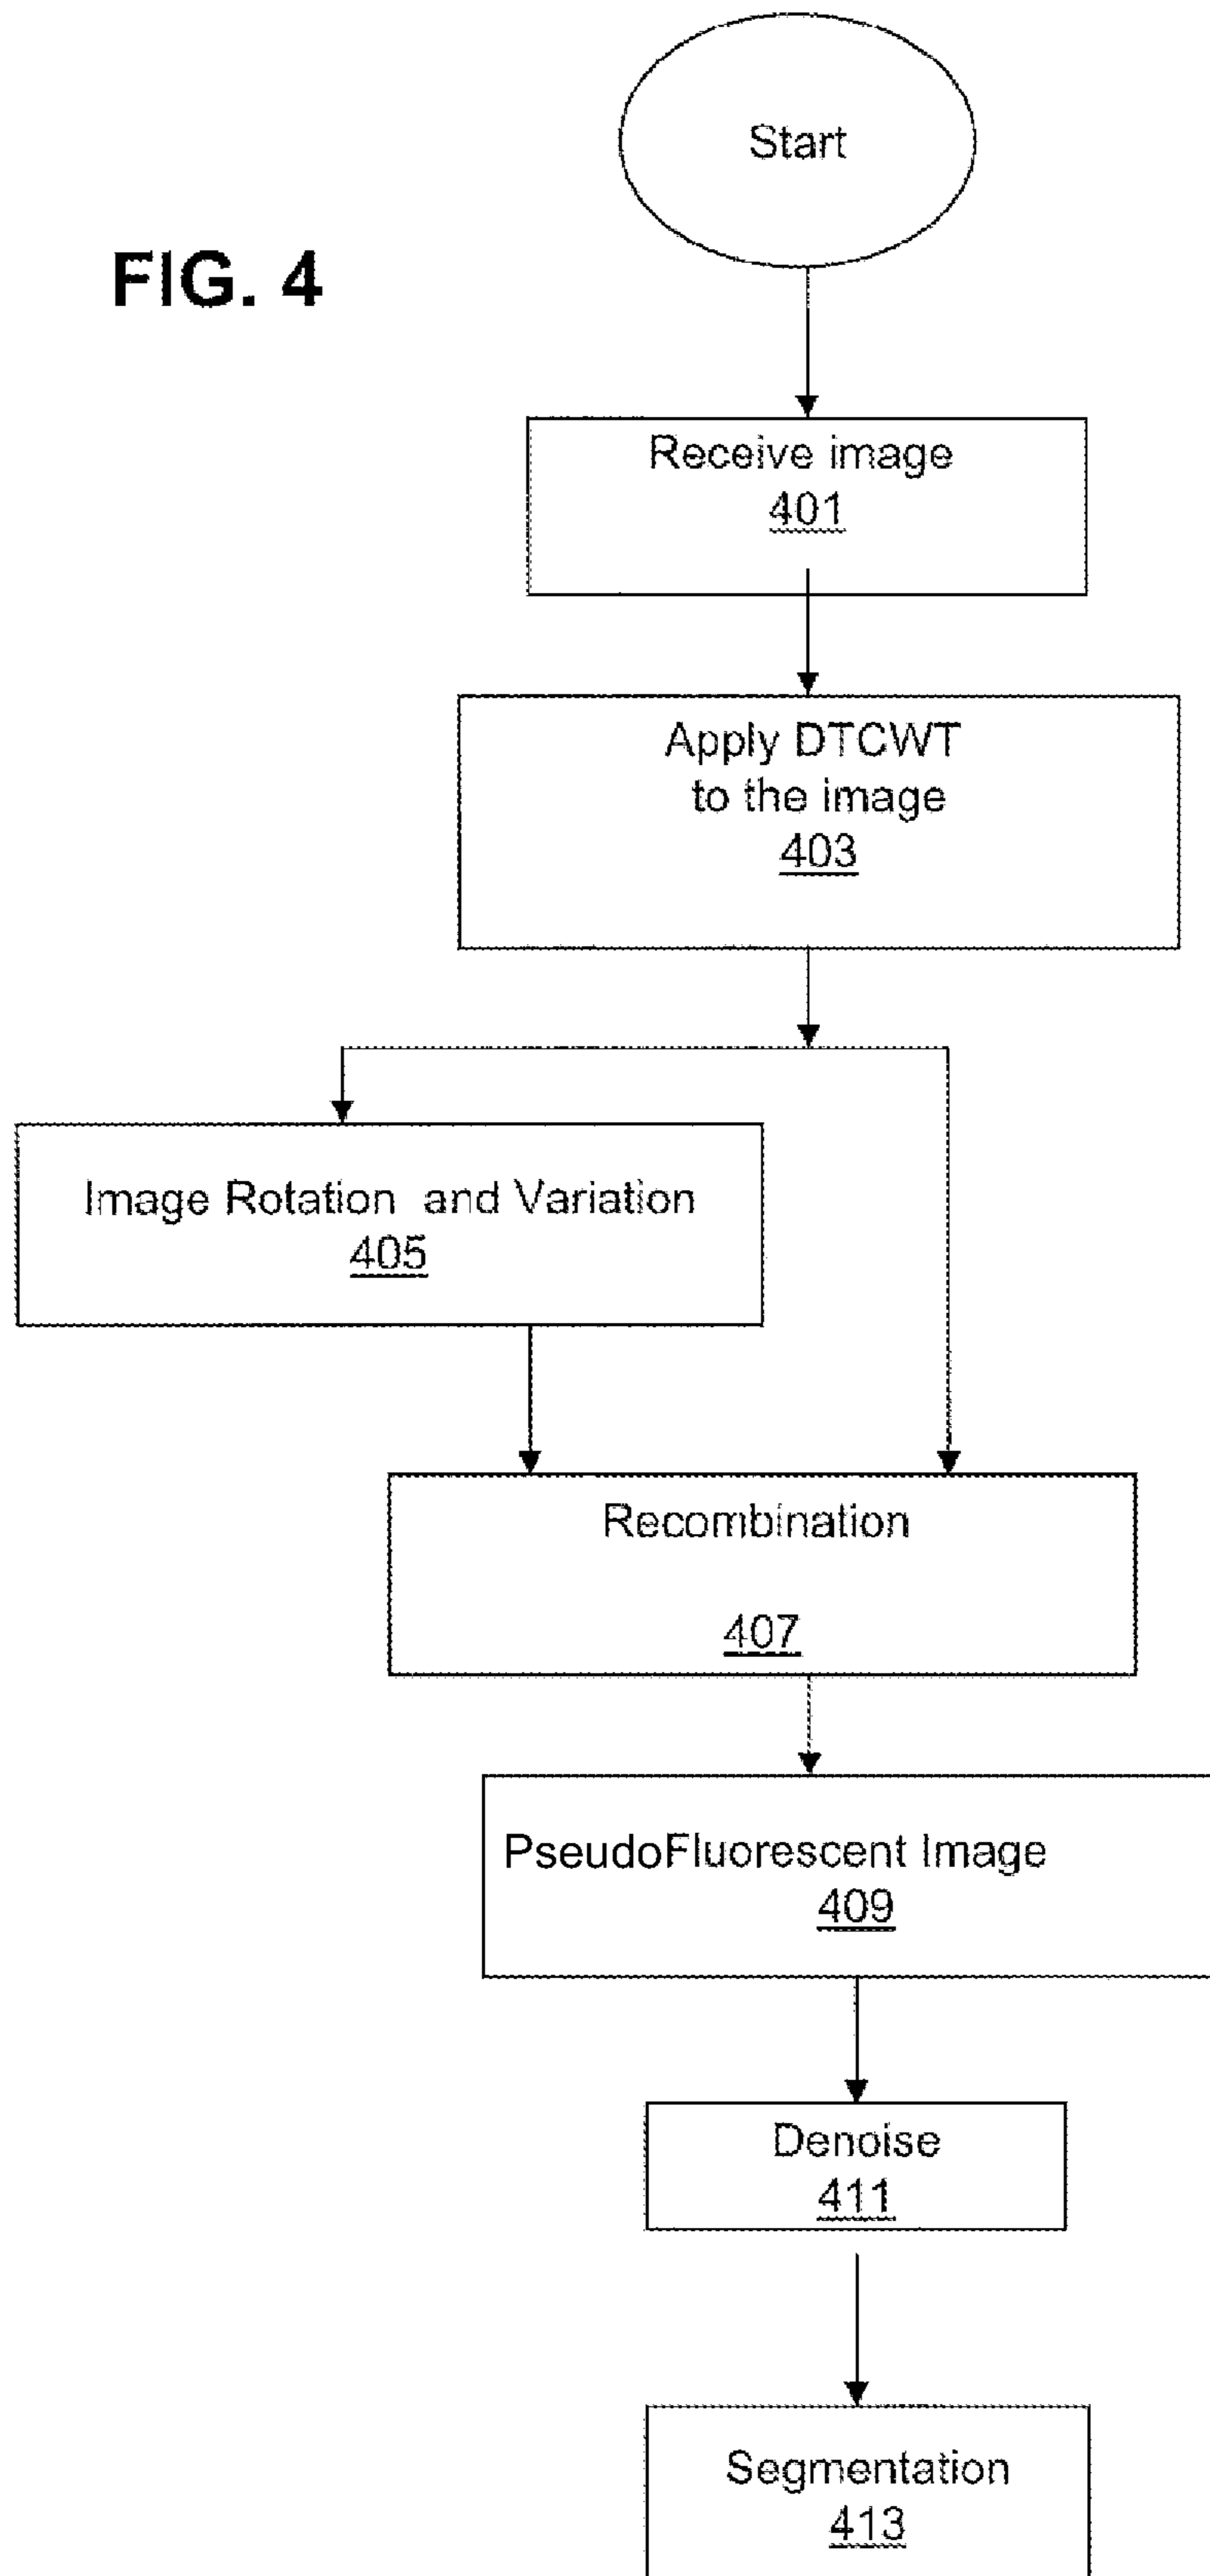 Start
FIG. 4
Receive image
401
Apply DTCWT
to the image
403
Image Rotation and Variation
405
Recombination
407
PseudoFluorescent Image
409
Denoise
411
Segmentation
413